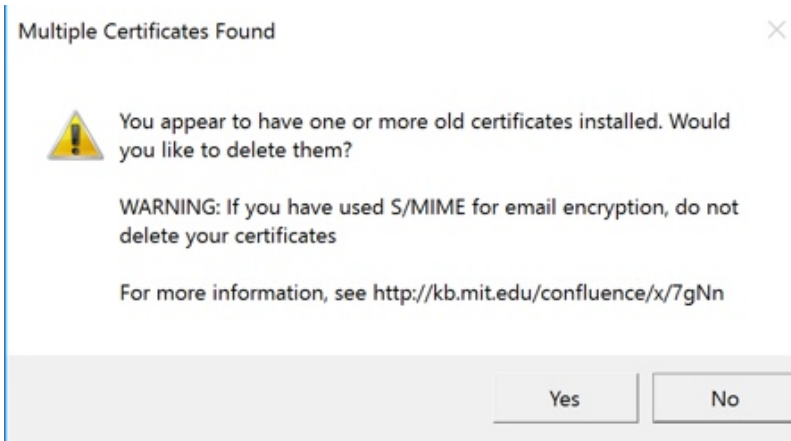 Multiple Certificates Found
You appear to have one or more old certificates installed. Would
you like to delete them?
WARNING: If you have used S/MIME for email encryption, do not
delete your certificates
For more information, see http://kb.mit.edu/confluence/x/7gNn
Yes
No